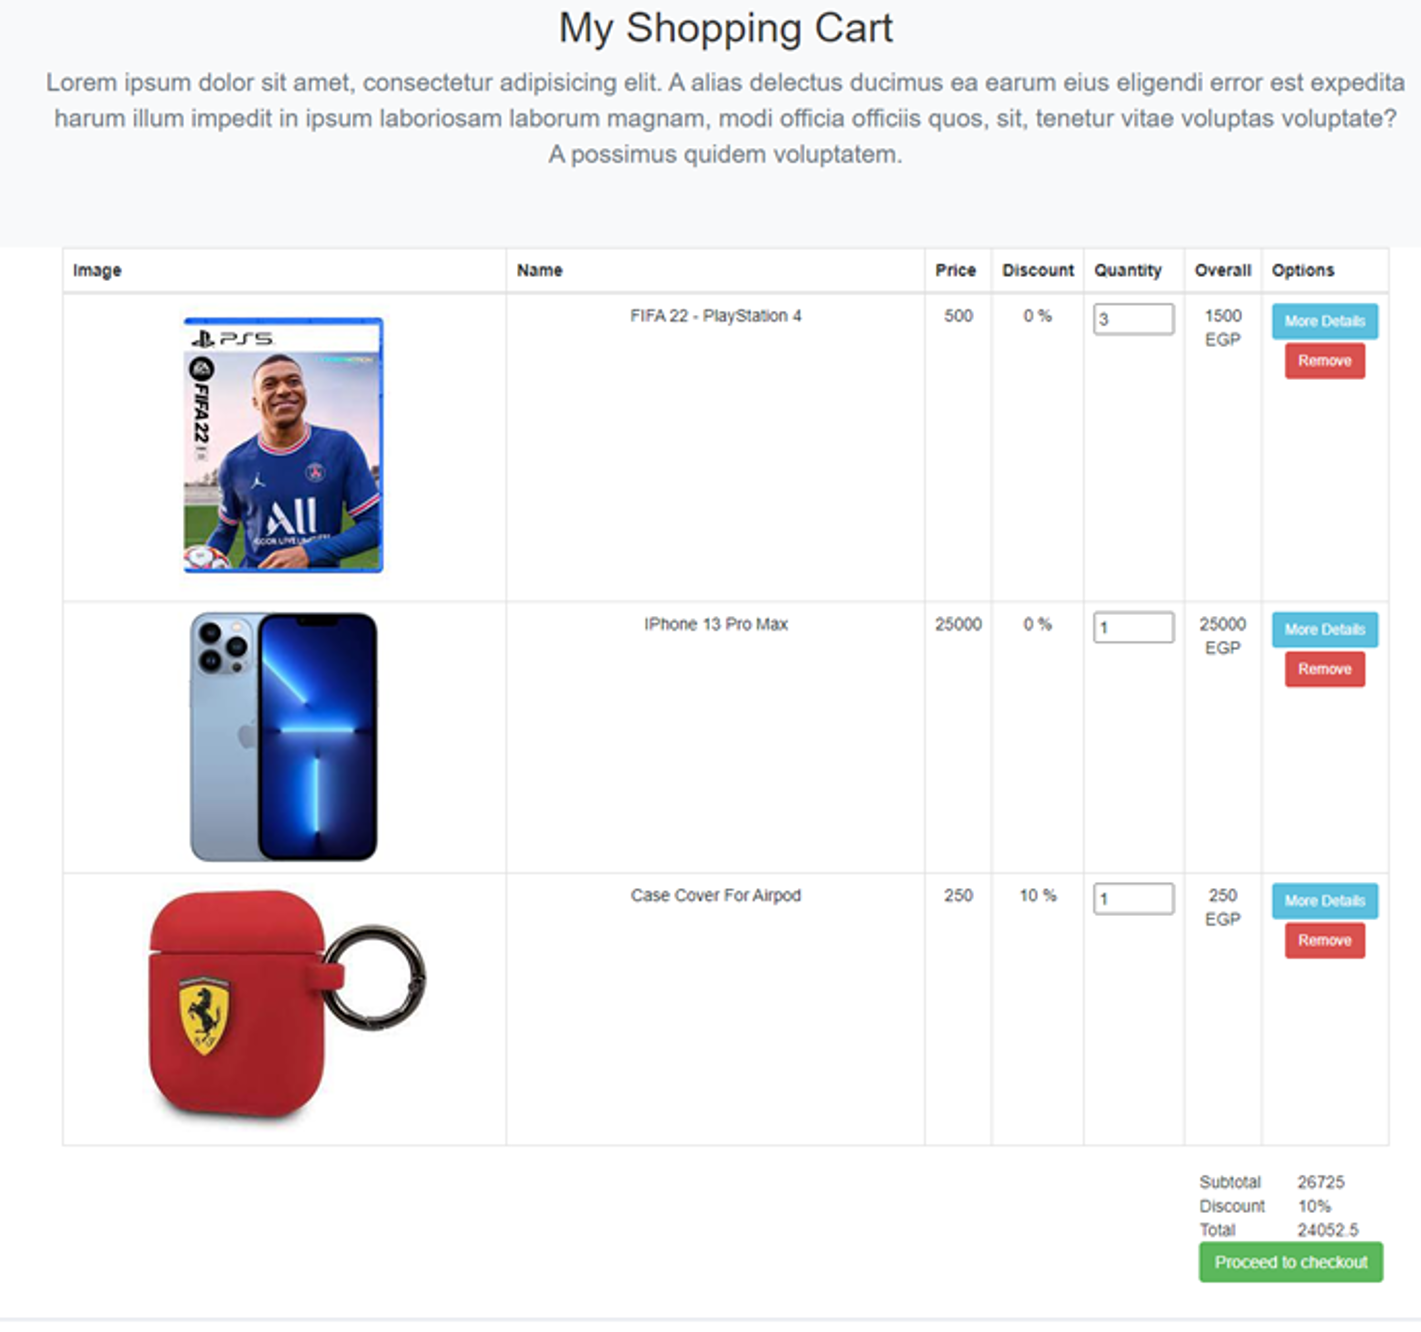 My Shopping Cart
Lorem ipsum dolor sit amet, consectetur adipisicing elit. A alias delectus ducimus ea earum eius eligendi error est expedita
harum illum impedit in ipsum laboriosam laborum magnam, modi officia officiis quos, sit, tenetur vitae voluptas voluptate?
A possimus quidem voluptatem.
Image Name Price Discount Quantity Overall Options
FIFA 22 - PlayStation 4 500 0 % 3 1500 More Details
EGP
Remove
PS5
EA
FIFA 22
All
IPhone 13 Pro Max 25000 0 % 1 25000 More Details
EGP
Remove
Case Cover For Airpod 250 10 % 1 250 More Details
EGP
Remove
Subtotal 26725
Discount 10%
Total 24052.5
Proceed to checkout